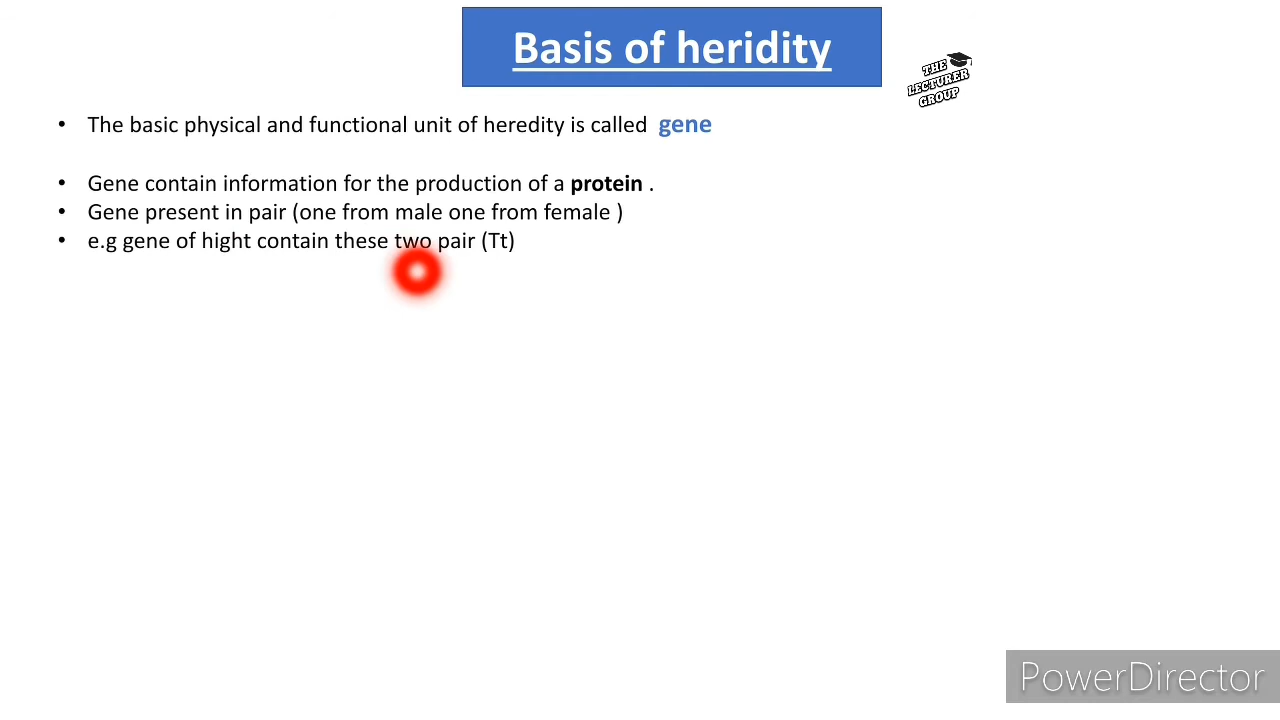 Basis of heridity
THE
LECTURER
GROUP
• The basic physical and functional unit of heredity is called gene
• Gene contain information for the production of a protein .
• Gene present in pair (one from male one from female )
• e.g gene of hight contain these two pair (Tt)
PowerDirector